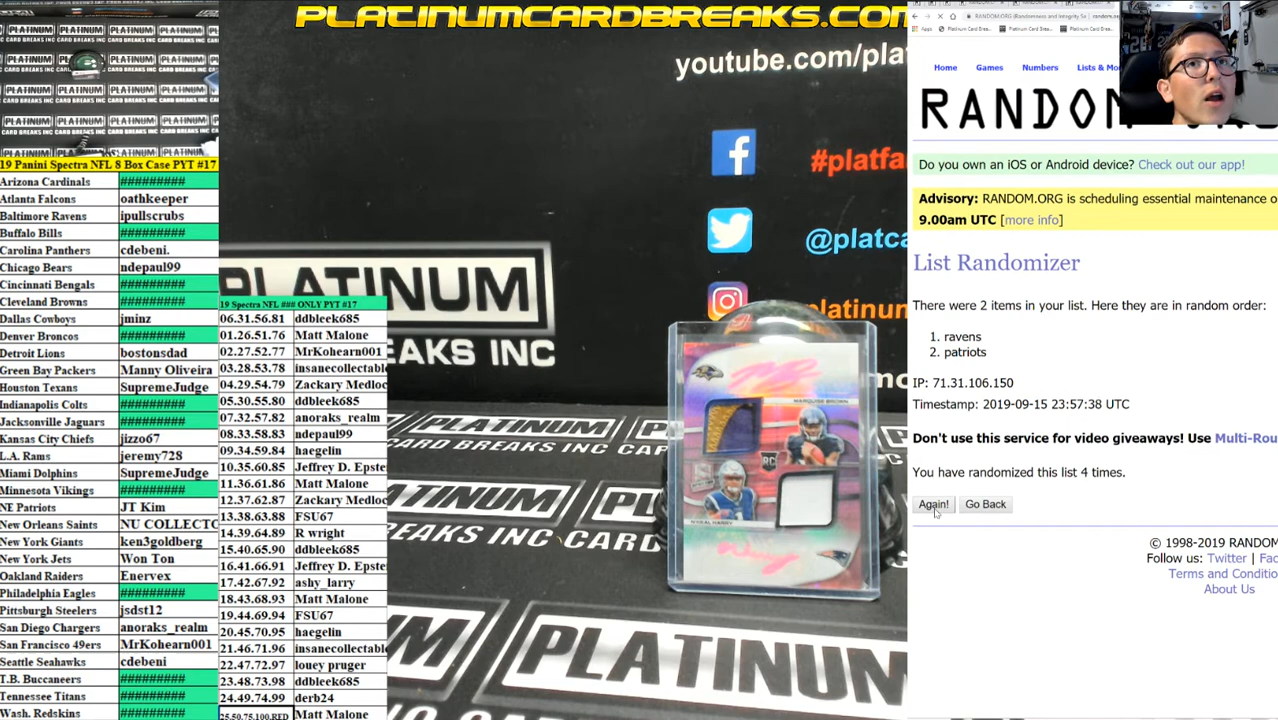 PLATINUMCARDBREAKS.COM
youtube.com/pla
#platfa
@platca
PLATINUM
BREAKS INC
19 Panini Spectra NFL 8 Box Case PYT #17
Arizona Cardinals #########
Atlanta Falcons oathkeeper
Baltimore Ravens ipullscrubs
Buffalo Bills #########
Carolina Panthers cdebeni.
Chicago Bears ndepaul99
Cincinnati Bengals #########
Cleveland Browns #########
Dallas Cowboys jminz
Denver Broncos #########
Detroit Lions bostonsdad
Green Bay Packers Manny Oliveira
Houston Texans SupremeJudge
Indianapolis Colts #########
Jacksonville Jaguars #########
Kansas City Chiefs jizzo67
L.A. Rams jeremy728
Miami Dolphins SupremeJudge
Minnesota Vikings #########
NE Patriots JT Kim
New Orleans Saints NU COLLECTO
New York Giants ken3goldberg
New York Jets Won Ton
Oakland Raiders Enervex
Philadelphia Eagles #########
Pittsburgh Steelers jsdst12
San Diego Chargers anoraks_realm
San Francisco 49ers MrKohearn001
Seattle Seahawks cdebeni
T.B. Buccaneers #########
Tennessee Titans #########
Wash. Redskins #########
19 Spectra NFL ### ONLY PYT #17
06.31.56.81 ddbleek685
01.26.51.76 Matt Malone
02.27.52.77 MrKohearn001
03.28.53.78 insanecollectable
04.29.54.79 Zackary Medloc
05.30.55.80 ddbleek685
07.32.57.82 anoraks_realm
08.33.58.83 ndepaul99
09.34.59.84 haegelin
10.35.60.85 Jeffrey D. Epste
11.36.61.86 Matt Malone
12.37.62.87 Zackary Medloc
13.38.63.88 FSU67
14.39.64.89 R wright
15.40.65.90 ddbleek685
16.41.66.91 Jeffrey D. Epste
17.42.67.92 ashy_larry
18.43.68.93 Matt Malone
19.44.69.94 FSU67
20.45.70.95 haegelin
21.46.71.96 insanecollectable
22.47.72.97 louey pruger
23.48.73.98 ddbleek685
24.49.74.99 derb24
25.50.75.100.RED Matt Malone
MARQUISE BROWN
RC
N'KEAL HARRY
Home Games Numbers Lists & Mo
RANDOM
Do you own an iOS or Android device? Check out our app!
Advisory: RANDOM.ORG is scheduling essential maintenance o
9.00am UTC [more info]
List Randomizer
There were 2 items in your list. Here they are in random order:
1. ravens
2. patriots
IP: 71.31.106.150
Timestamp: 2019-09-15 23:57:38 UTC
Don't use this service for video giveaways! Use Multi-Rou
You have randomized this list 4 times.
Again! Go Back
© 1998-2019 RANDOM
Follow us: Twitter | Fac
Terms and Conditio
About Us